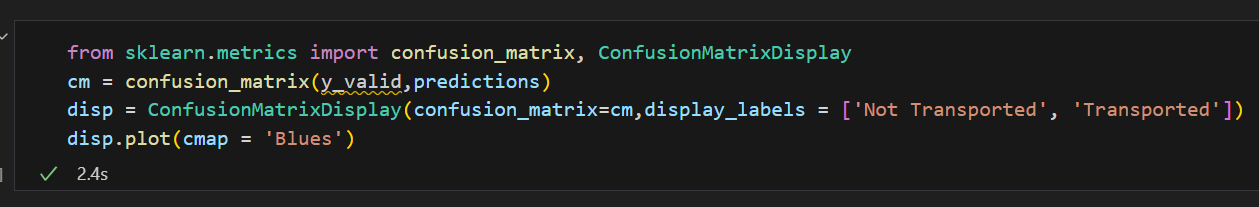 from sklearn.metrics import confusion_matrix, ConfusionMatrixDisplay
cm = confusion_matrix(y_valid,predictions)
disp = ConfusionMatrixDisplay(confusion_matrix=cm,display_labels = ['Not Transported', 'Transported'])
disp.plot(cmap = 'Blues')
2.4s